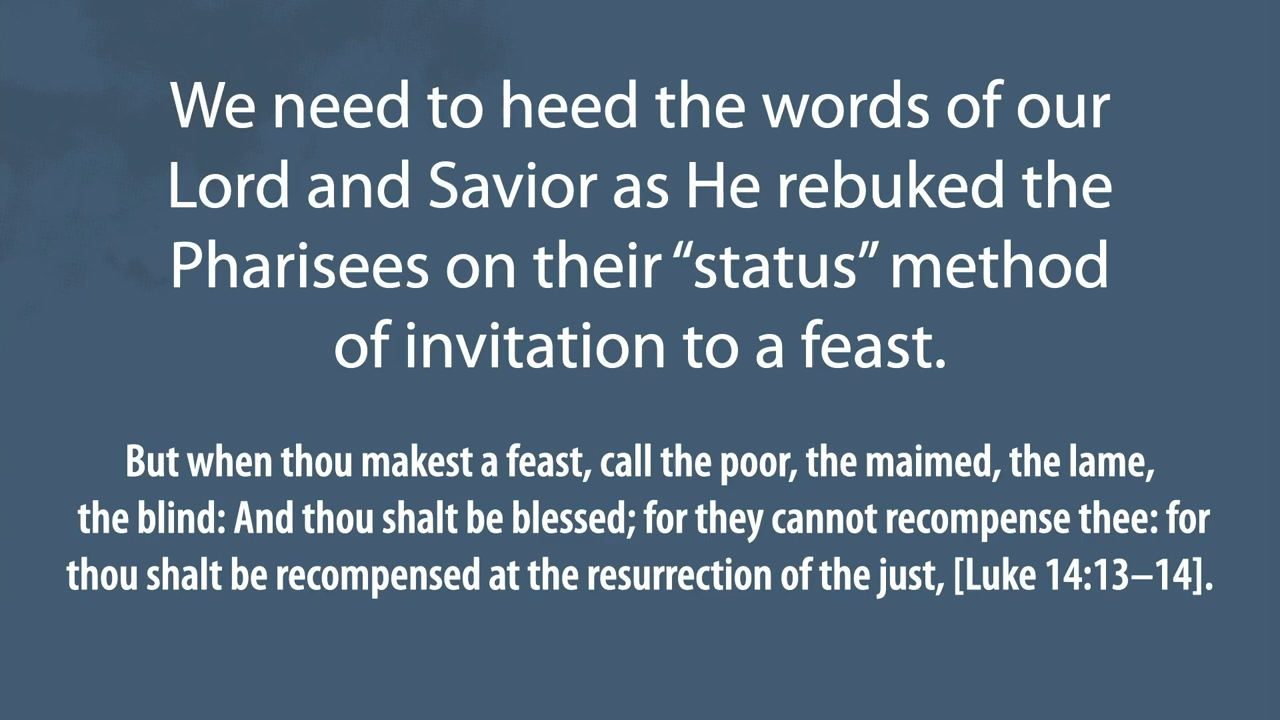 We need to heed the words of our
Lord and Savior as He rebuked the
Pharisees on their “status” method
of invitation to a feast.
But when thou makest a feast, call the poor, the maimed, the lame,
the blind: And thou shalt be blessed; for they cannot recompense thee: for
thou shalt be recompensed at the resurrection of the just, [Luke 14:13–14].